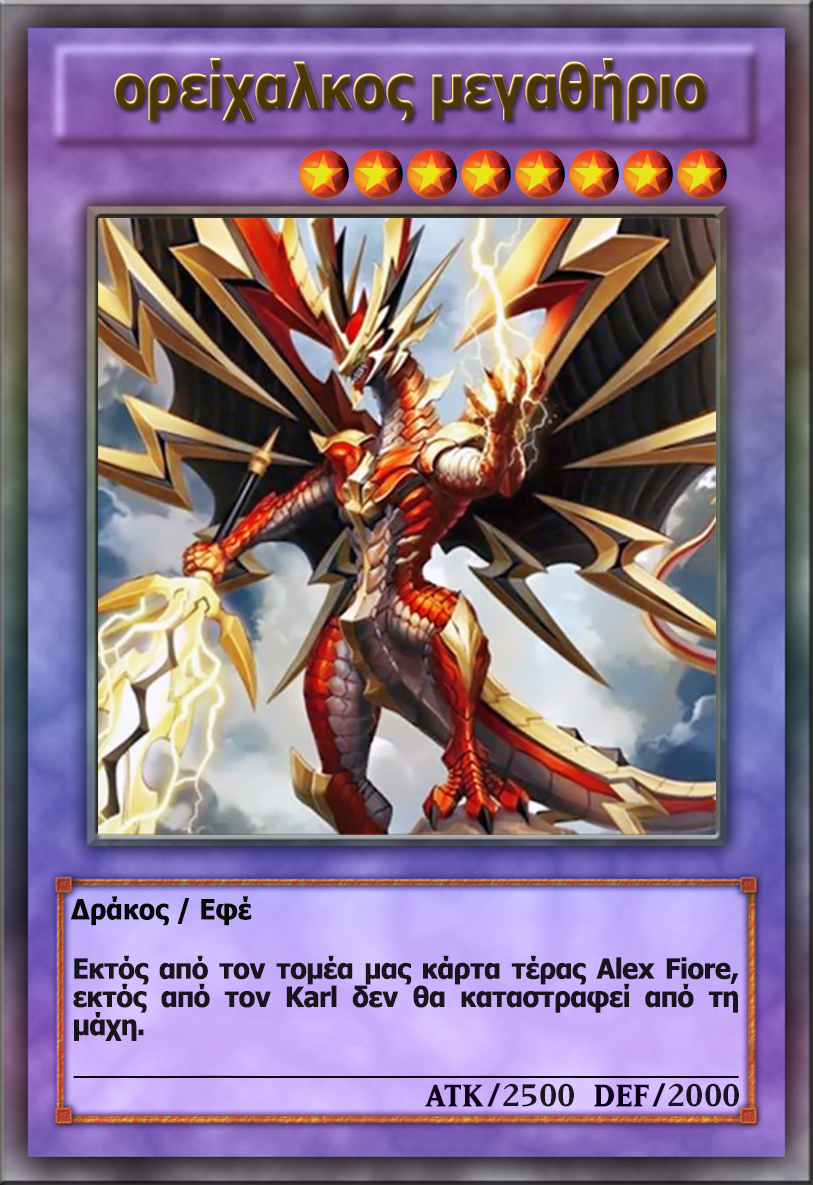 ορείχαλκος μεγαθήριο
Δράκος / Εφέ
Εκτός από τον τομέα μας κάρτα τέρας Alex Fiore,
εκτός από τον Karl δεν θα καταστραφεί από τη
μάχη.
ATK/2500 DEF/2000